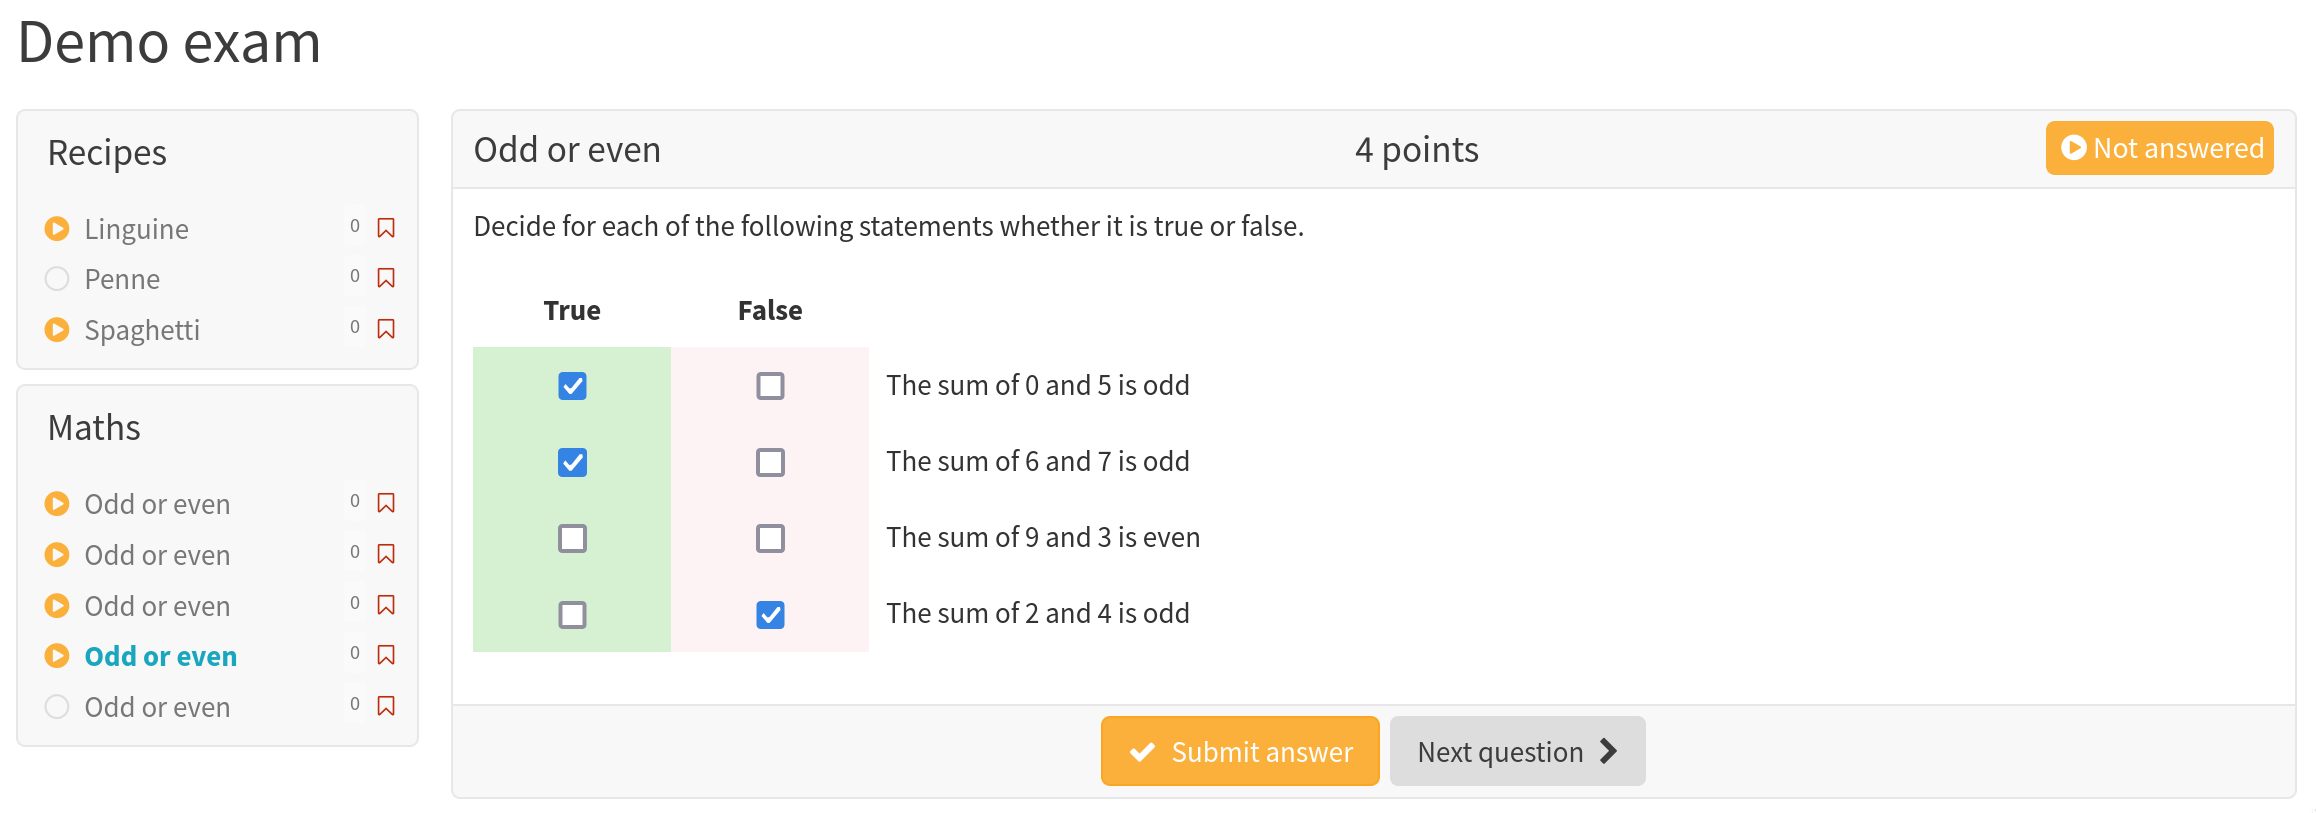 Demo exam
Recipes
Linguine 0
Penne 0
Spaghetti 0
Maths
Odd or even 0
Odd or even 0
Odd or even 0
Odd or even 0
Odd or even 0
Odd or even 4 points Not answered
Decide for each of the following statements whether it is true or false.
True False
The sum of 0 and 5 is odd
The sum of 6 and 7 is odd
The sum of 9 and 3 is even
The sum of 2 and 4 is odd
Submit answer Next question